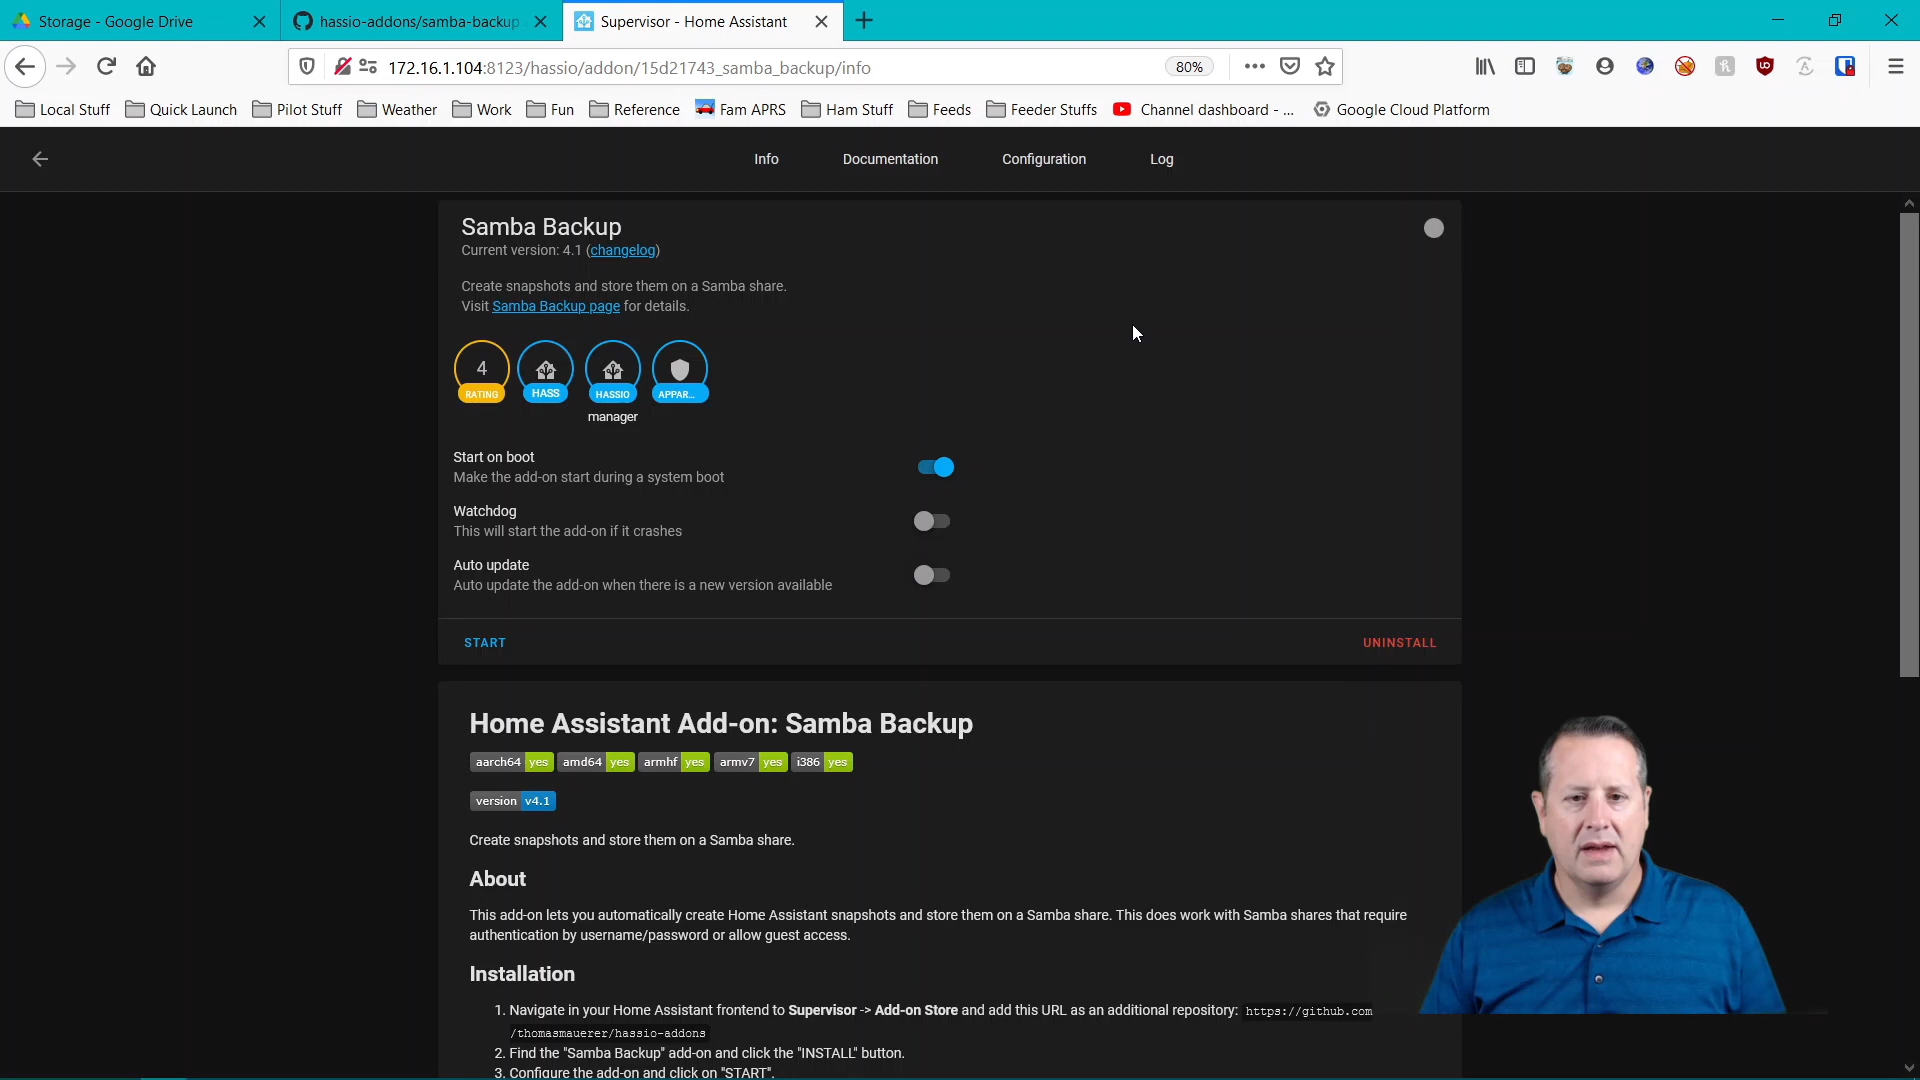 Storage - Google Drive
hassio-addons/samba-backup
Supervisor - Home Assistant
172.16.1.104:8123/hassio/addon/15d21743_samba_backup/info
80%
Local Stuff
Quick Launch
Pilot Stuff
Weather
Work
Fun
Reference
Fam APRS
Ham Stuff
Feeds
Feeder Stuffs
Channel dashboard - ...
Google Cloud Platform
Info
Documentation
Configuration
Log
Samba Backup
Current version: 4.1 (changelog)
Create snapshots and store them on a Samba share.
Visit Samba Backup page for details.
4
RATING
HASS
HASSIO
APPAR...
manager
Start on boot
Make the add-on start during a system boot
Watchdog
This will start the add-on if it crashes
Auto update
Auto update the add-on when there is a new version available
START
UNINSTALL
Home Assistant Add-on: Samba Backup
aarch64 yes amd64 yes armhf yes armv7 yes i386 yes
version v4.1
Create snapshots and store them on a Samba share.
About
This add-on lets you automatically create Home Assistant snapshots and store them on a Samba share. This does work with Samba shares that require
authentication by username/password or allow guest access.
Installation
1. Navigate in your Home Assistant frontend to Supervisor -> Add-on Store and add this URL as an additional repository: https://github.com
/thomasmauerer/hassio-addons
2. Find the "Samba Backup" add-on and click the "INSTALL" button.
3. Configure the add-on and click on "START".